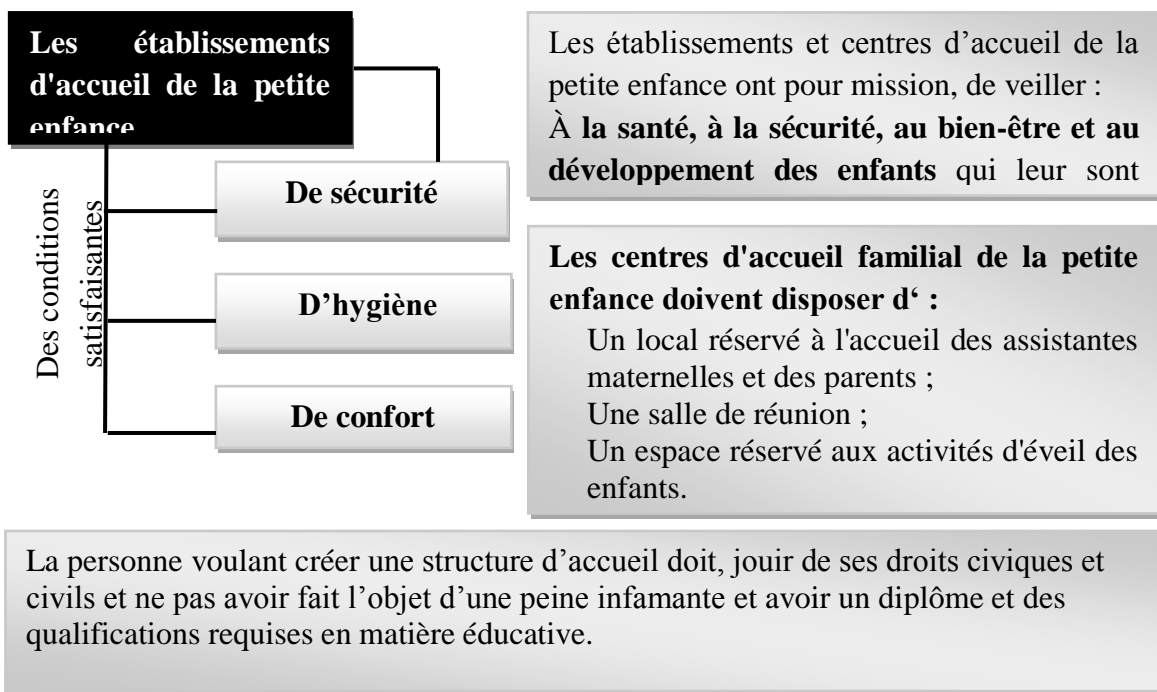 Les établissements
d'accueil de la petite
enfance
Des conditions
satisfaisantes
De sécurité
D’hygiène
De confort
Les établissements et centres d’accueil de la
petite enfance ont pour mission, de veiller :
À la santé, à la sécurité, au bien-être et au
développement des enfants qui leur sont
Les centres d'accueil familial de la petite
enfance doivent disposer d‘ :
Un local réservé à l'accueil des assistantes
maternelles et des parents ;
Une salle de réunion ;
Un espace réservé aux activités d'éveil des
enfants.
La personne voulant créer une structure d’accueil doit, jouir de ses droits civiques et
civils et ne pas avoir fait l’objet d’une peine infamante et avoir un diplôme et des
qualifications requises en matière éducative.